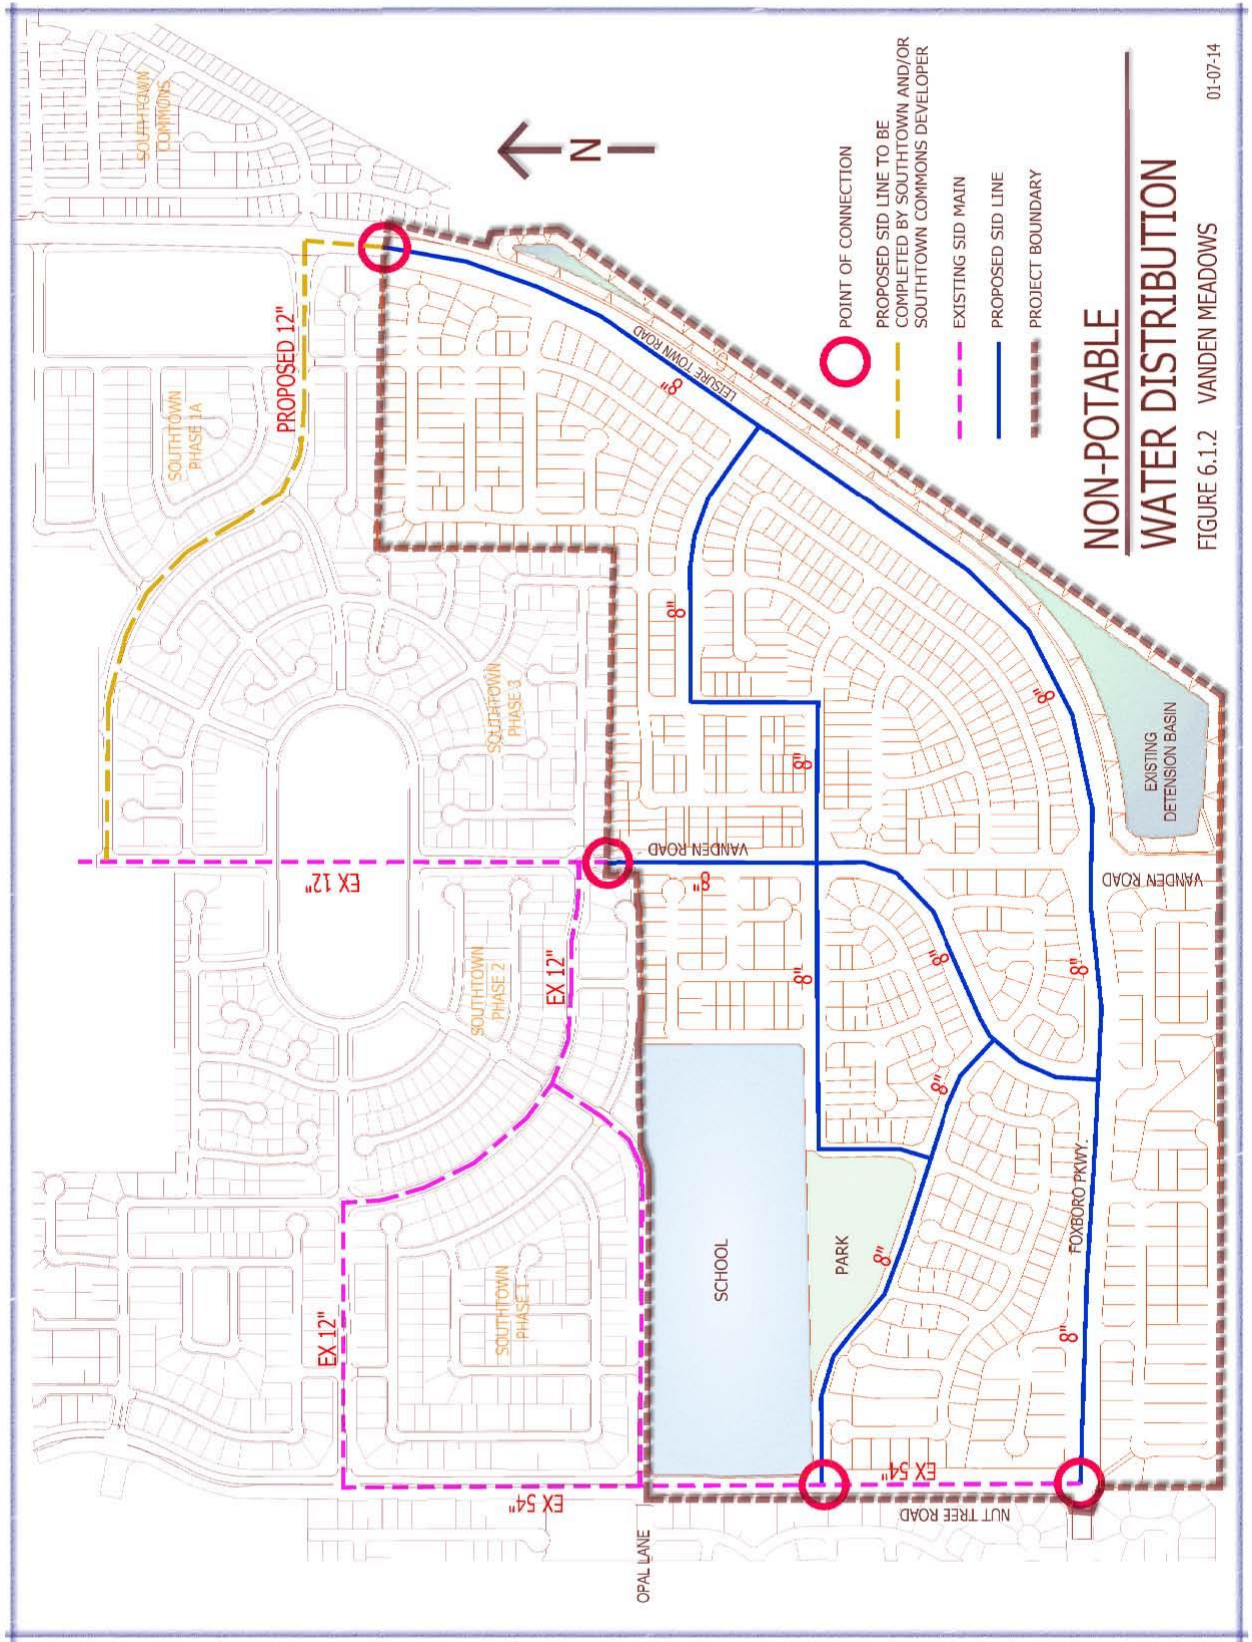 SOUTHTOWN
COMMONS
N
PROPOSED 12"
SOUTHTOWN
PHASE 1A
LEISURE TOWN ROAD
8"
8"
SOUTHTOWN
PHASE 3
8"
8"
EX 12"
VANDEN ROAD
8"
SOUTHTOWN
PHASE 2
EX 12"
8"
8"
8"
8"
VANDEN ROAD
EXISTING
DETENSION BASIN
EX 12"
SOUTHTOWN
PHASE 1
SCHOOL
PARK
8"
FOXBORO PKWY.
8"
EX 54"
EX 54"
NUT TREE ROAD
OPAL LANE
POINT OF CONNECTION
PROPOSED SID LINE TO BE
COMPLETED BY SOUTHTOWN AND/OR
SOUTHTOWN COMMONS DEVELOPER
EXISTING SID MAIN
PROPOSED SID LINE
PROJECT BOUNDARY
NON-POTABLE
WATER DISTRIBUTION
FIGURE 6.1.2 VANDEN MEADOWS
01-07-14